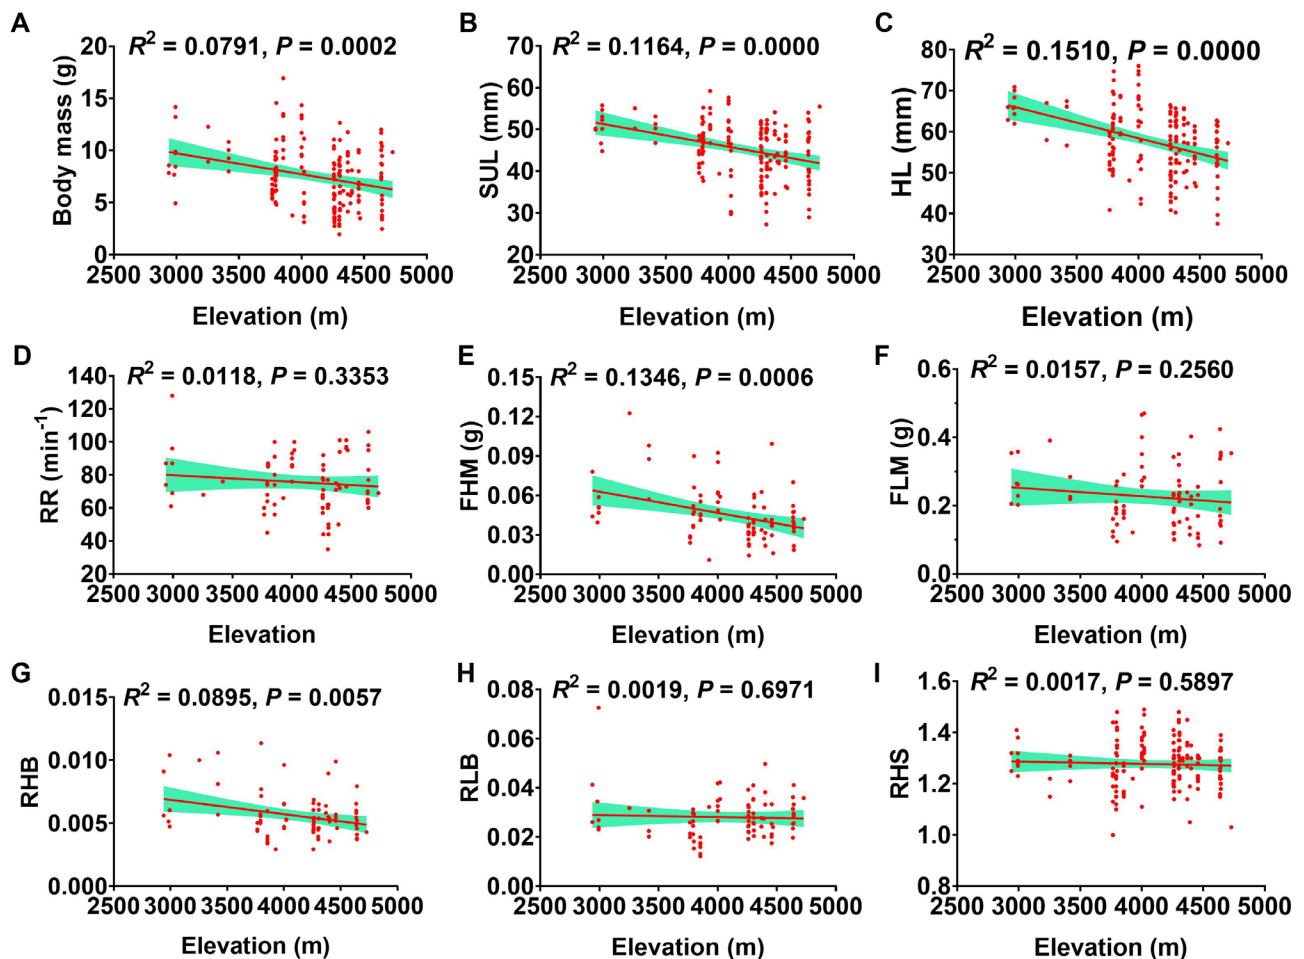 A
R² = 0.0791, P = 0.0002
Body mass (g)
20
15
10
5
0
2500 3000 3500 4000 4500 5000
Elevation (m)
B
R² = 0.1164, P = 0.0000
SUL (mm)
70
60
50
40
30
20
2500 3000 3500 4000 4500 5000
Elevation (m)
C
R² = 0.1510, P = 0.0000
HL (mm)
80
70
60
50
40
30
2500 3000 3500 4000 4500 5000
Elevation (m)
D
R² = 0.0118, P = 0.3353
RR (min⁻¹)
140
120
100
80
60
40
20
2500 3000 3500 4000 4500 5000
Elevation
E
R² = 0.1346, P = 0.0006
FHM (g)
0.15
0.12
0.09
0.06
0.03
0.00
2500 3000 3500 4000 4500 5000
Elevation (m)
F
R² = 0.0157, P = 0.2560
FLM (g)
0.6
0.4
0.2
0.0
2500 3000 3500 4000 4500 5000
Elevation (m)
G
R² = 0.0895, P = 0.0057
RHB
0.015
0.010
0.005
0.000
2500 3000 3500 4000 4500 5000
Elevation (m)
H
R² = 0.0019, P = 0.6971
RLB
0.08
0.06
0.04
0.02
0.00
2500 3000 3500 4000 4500 5000
Elevation (m)
I
R² = 0.0017, P = 0.5897
RHS
1.6
1.4
1.2
1.0
0.8
2500 3000 3500 4000 4500 5000
Elevation (m)